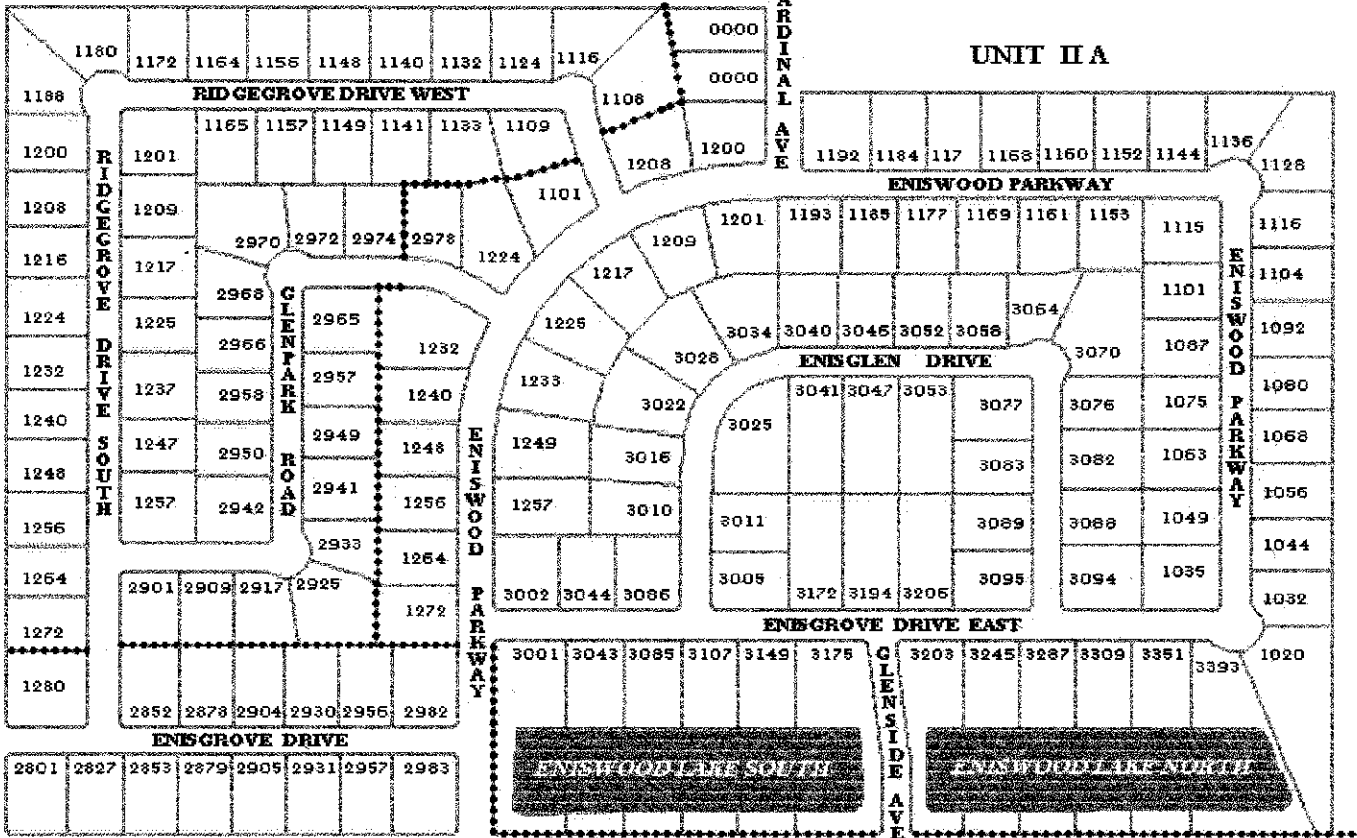 ARDINAL AVE
UNIT II A
0000
0000
1200
1208
1108
1180 1172 1164 1156 1148 1140 1132 1124 1116
RIDGEGROVE DRIVE WEST
1188
1200
1208
1216
1224
1232
1240
1248
1256
1264
1272
1280
RIDGEGROVE DRIVE SOUTH
1201
1209
1217
1225
1237
1247
1257
1165 1157 1149 1141 1133 1109
1101
2970 2972 2974 2978 1224
2968
2966
2958
2950
2942
GLENPARK ROAD
2965
2957
2949
2941
2933
2925
2901 2909 2917
1232
1240
1248
1256
1264
1272
ENISWOOD PARKWAY
2852 2878 2904 2930 2956 2982
ENISGROVE DRIVE
2801 2827 2853 2879 2905 2931 2957 2983
1192 1184 117 1168 1160 1152 1144 1136
1128
ENISWOOD PARKWAY
1201 1193 1185 1177 1169 1161 1153
1209
1217
1225
1233
1249
1257
3002 3044 3086
3034 3040 3046 3052 3058 3064
3028
3022
3016
3010
3070
ENISGLEN DRIVE
3041 3047 3053
3025
3011
3005
3077
3083
3089
3095
3172 3194 3206
3076
3082
3088
3094
1115
1101
1087
1075
1063
1049
1035
ENISWOOD PARKWAY
1116
1104
1092
1080
1068
1056
1044
1032
1020
ENISGROVE DRIVE EAST
3001 3043 3085 3107 3149 3175
GLENSIDE AVE
3203 3245 3287 3309 3351 3393
ENISWOOD LAKE SOUTH
ENISWOOD LAKE NORTH